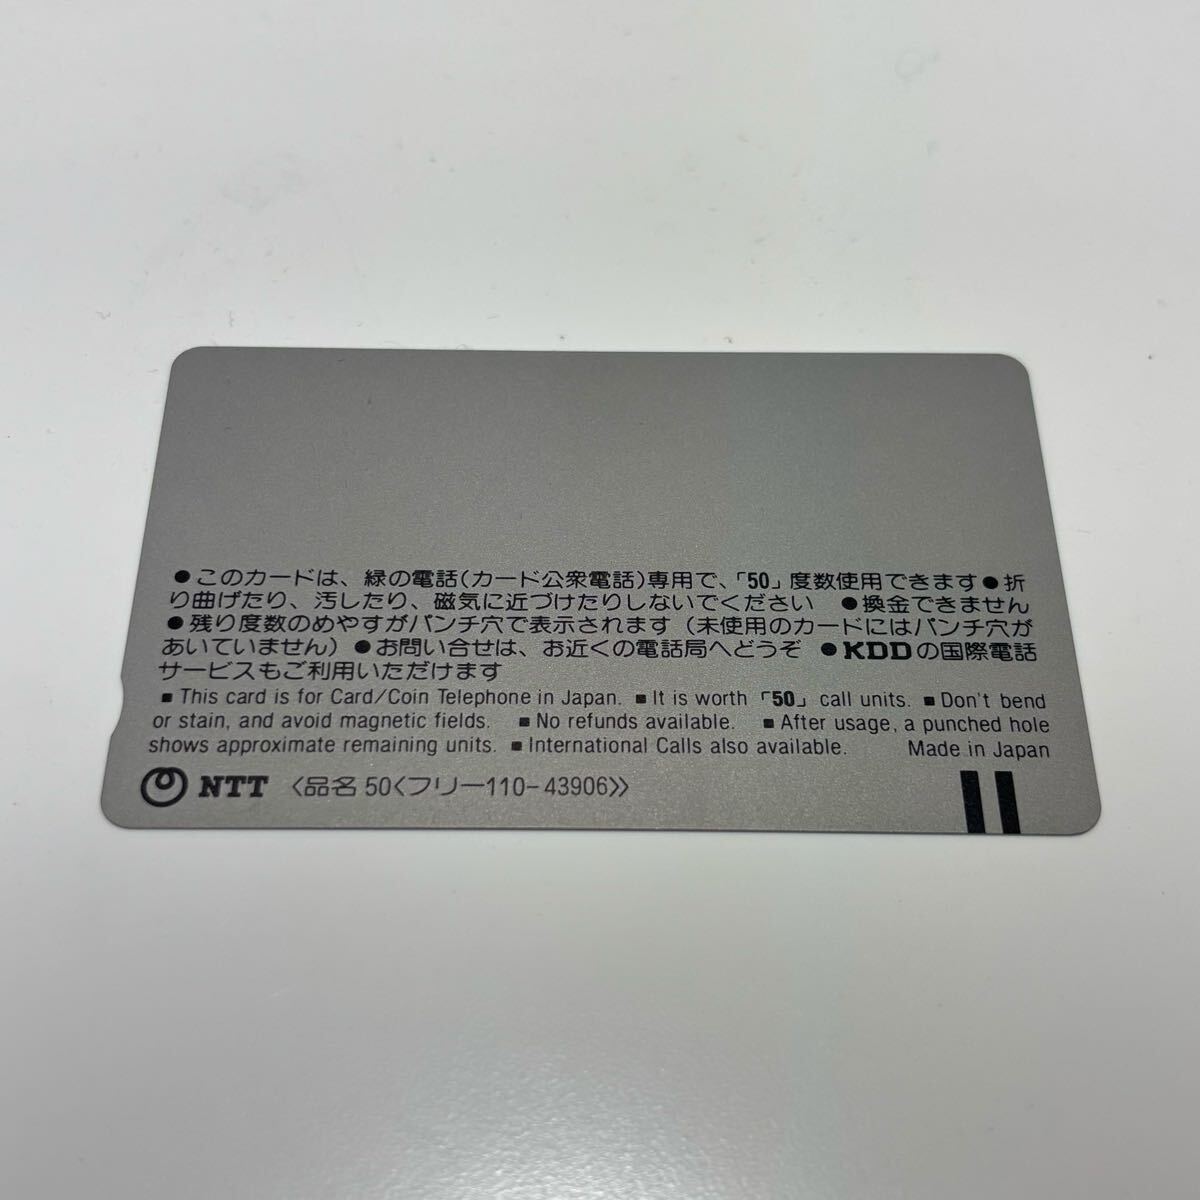 ●このカードは、緑の電話(カード公衆電話)専用で、「50」度数使用できます●折
り曲げたり、汚したり、磁気に近づけたりしないでください ●換金できません
●残り度数のめやすがパンチ穴で表示されます(未使用のカードにはパンチ穴が
あいていません)●お問い合せは、お近くの電話局へどうぞ ●KDDの国際電話
サービスもご利用いただけます
■ This card is for Card/Coin Telephone in Japan. ■ It is worth 「50」 call units. ■ Don't bend
or stain, and avoid magnetic fields. ■ No refunds available. ■ After usage, a punched hole
shows approximate remaining units. ■ International Calls also available. Made in Japan
NTT 〈品名 50〈フリー110-43906〉〉